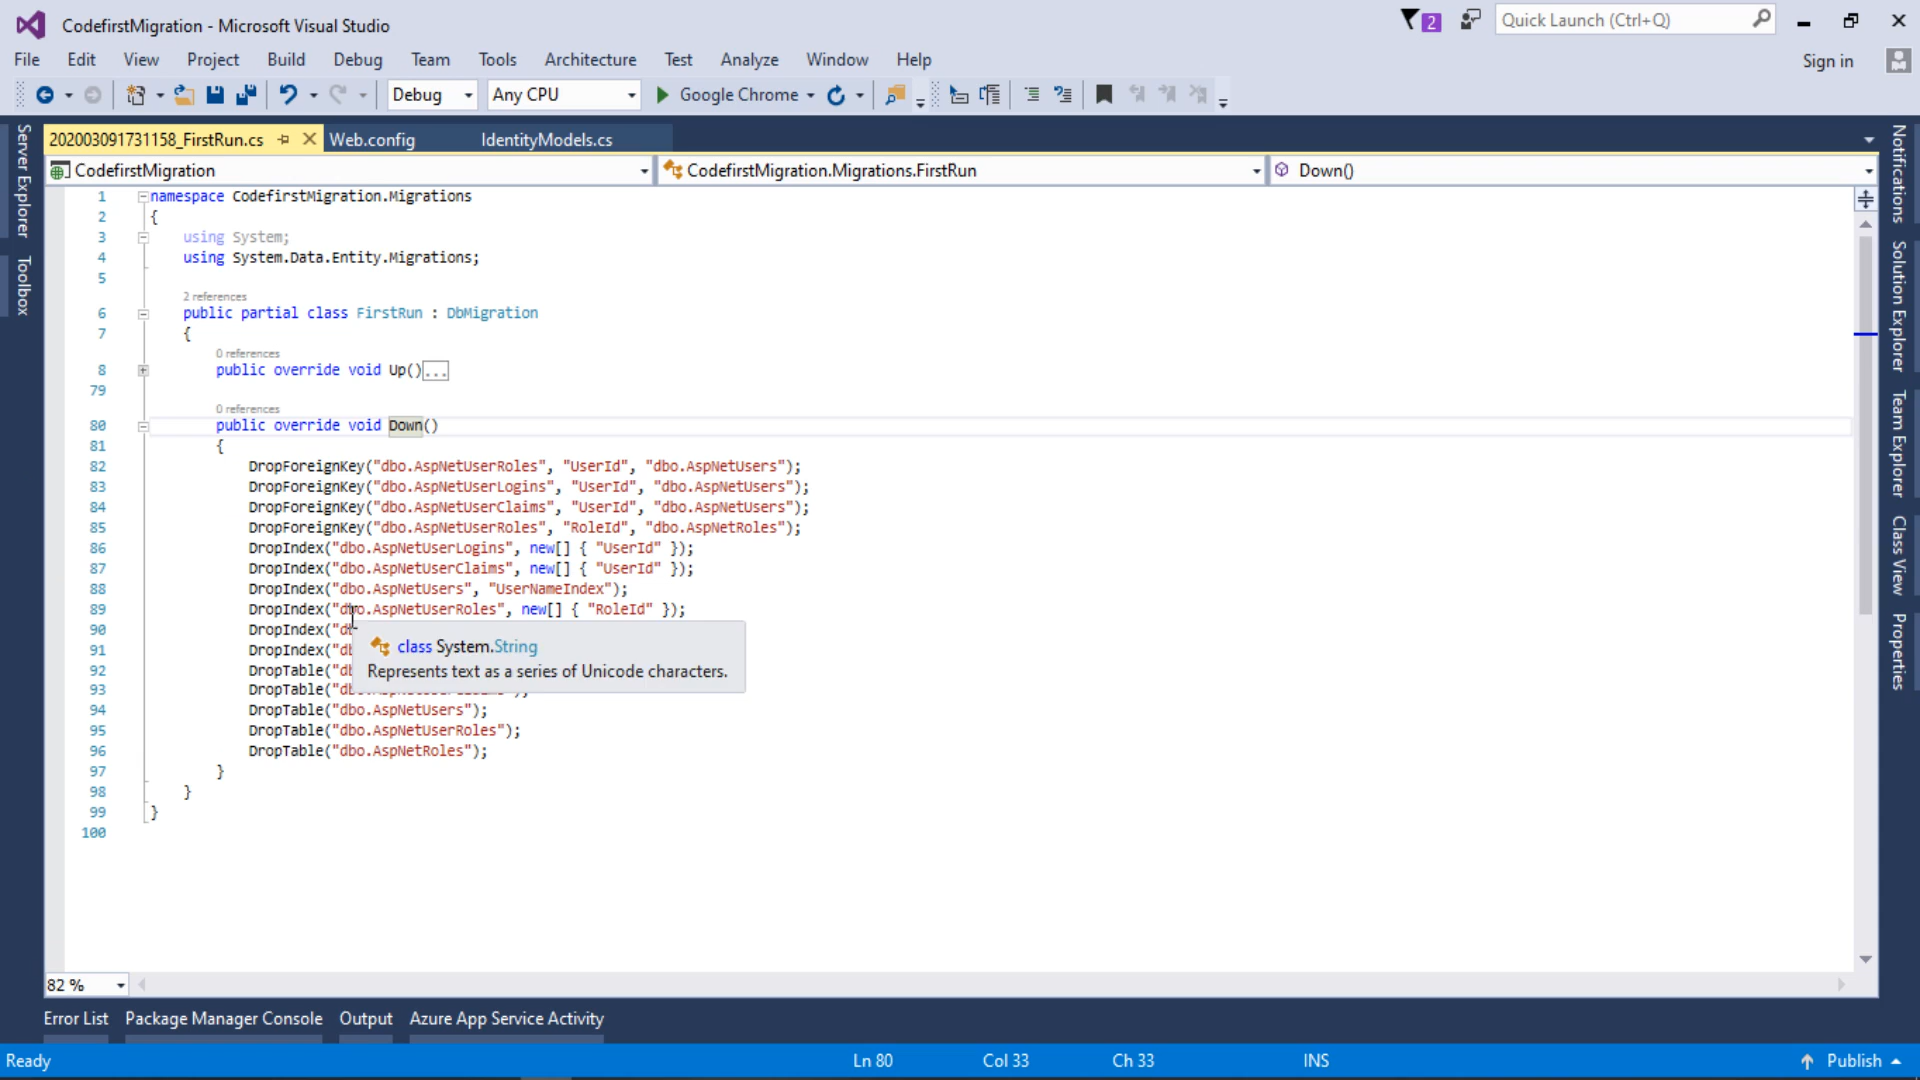 CodefirstMigration - Microsoft Visual Studio
2
Quick Launch (Ctrl+Q)
File Edit View Project Build Debug Team Tools Architecture Test Analyze Window Help
Sign in
Debug
Any CPU
Google Chrome
202003091731158_FirstRun.cs
Web.config
IdentityModels.cs
CodefirstMigration
CodefirstMigration.Migrations.FirstRun
Down()
Server Explorer
Toolbox
Notifications
Solution Explorer
Team Explorer
Class View
Properties
1 namespace CodefirstMigration.Migrations
2 {
3 using System;
4 using System.Data.Entity.Migrations;
5
2 references
6 public partial class FirstRun : DbMigration
7 {
0 references
8 public override void Up()...
79
0 references
80 public override void Down()
81 {
82 DropForeignKey("dbo.AspNetUserRoles", "UserId", "dbo.AspNetUsers");
83 DropForeignKey("dbo.AspNetUserLogins", "UserId", "dbo.AspNetUsers");
84 DropForeignKey("dbo.AspNetUserClaims", "UserId", "dbo.AspNetUsers");
85 DropForeignKey("dbo.AspNetUserRoles", "RoleId", "dbo.AspNetRoles");
86 DropIndex("dbo.AspNetUserLogins", new[] { "UserId" });
87 DropIndex("dbo.AspNetUserClaims", new[] { "UserId" });
88 DropIndex("dbo.AspNetUsers", "UserNameIndex");
89 DropIndex("dbo.AspNetUserRoles", new[] { "RoleId" });
90 DropIndex("db
91 DropIndex("db
92 DropTable("db
93 DropTable("db
94 DropTable("dbo.AspNetUsers");
95 DropTable("dbo.AspNetUserRoles");
96 DropTable("dbo.AspNetRoles");
97 }
98 }
99 }
100
class System.String
Represents text as a series of Unicode characters.
82 %
Error List Package Manager Console Output Azure App Service Activity
Ready
Ln 80
Col 33
Ch 33
INS
Publish